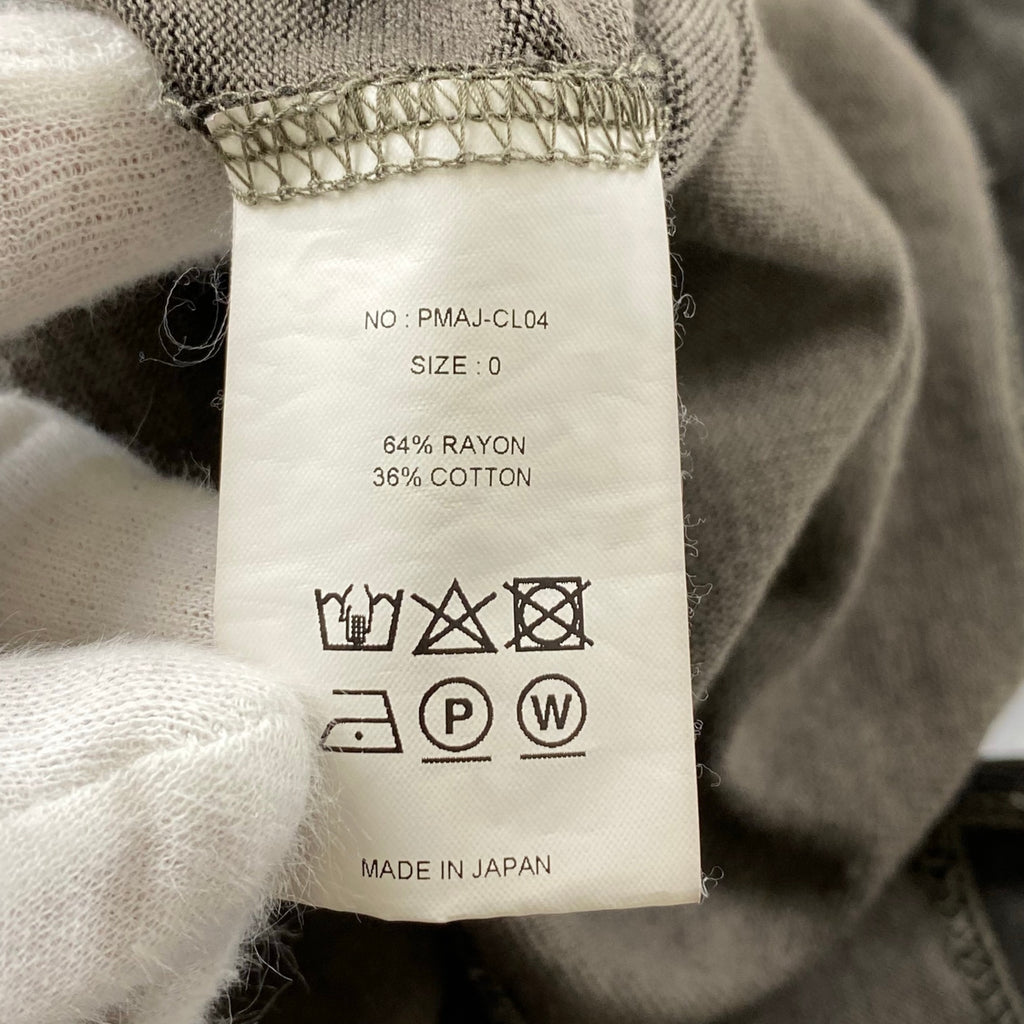 NO : PMAJ-CL04
SIZE : 0
64% RAYON
36% COTTON
P W
MADE IN JAPAN